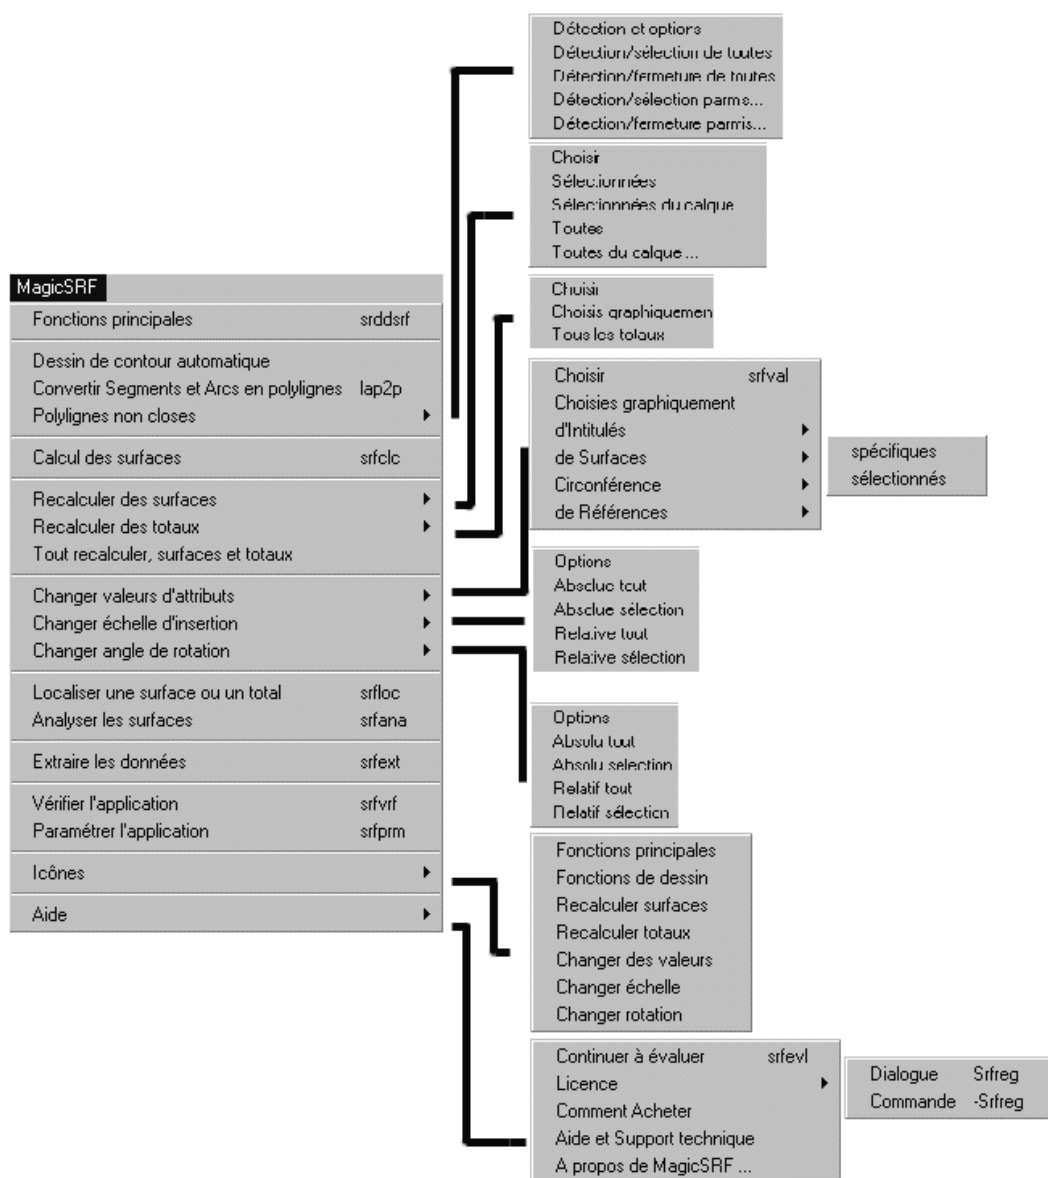 MagicSRF
Fonctions principales srddsrf
Dessin de contour automatique
Convertir Segments et Arcs en polylignes lap2p
Polylignes non closes
Calcul des surfaces srfclc
Recalculer des surfaces
Recalculer des totaux
Tout recalculer, surfaces et totaux
Changer valeurs d'attributs
Changer échelle d'insertion
Changer angle de rotation
Localiser une surface ou un total srfloc
Analyser les surfaces srfana
Extraire les données srfext
Vérifier l'application srfvrf
Paramétrer l'application srfprm
Icônes
Aide
Détection et options
Détection/sélection de toutes
Détection/fermeture de toutes
Détection/sélection parmis...
Détection/fermeture parmis...
Choisir
Sélectionnées
Sélectionnées du calque
Toutes
Toutes du calque ...
Choisir
Choisis graphiquemen
Tous les totaux
Choisir srfval
Choisies graphiquement
d'Intitulés
de Surfaces
Circonférence
de Références
spécifiques
sélectionnés
Options
Absolue tout
Absolue sélection
Relative tout
Relative sélection
Options
Absolu tout
Absolu selection
Relatif tout
Relatif sélection
Fonctions principales
Fonctions de dessin
Recalculer surfaces
Recalculer totaux
Changer des valeurs
Changer échelle
Changer rotation
Continuer à évaluer srfevl
Licence
Comment Acheter
Aide et Support technique
A propos de MagicSRF ...
Dialogue Srfreg
Commande -Srfreg